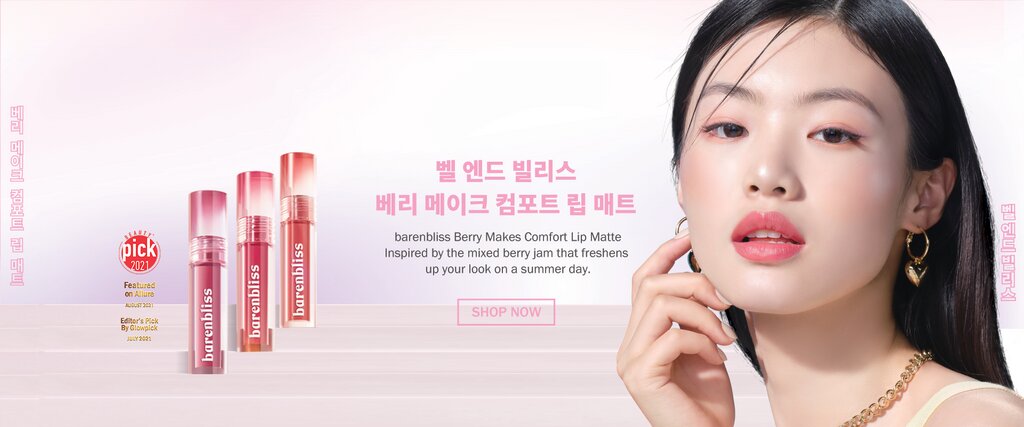 베리 메이크 컴포트 립 매트
BEAUTY
pick
2021
Featured
on Allura
AUGUST 2021
Editor's Pick
By Glowpick
JULY 2021
barenbliss
barenbliss
barenbliss
벨 엔드 빌리스
베리 메이크 컴포트 립 매트
barenbliss Berry Makes Comfort Lip Matte
Inspired by the mixed berry jam that freshens
up your look on a summer day.
SHOP NOW
벨 엔드 빌리스